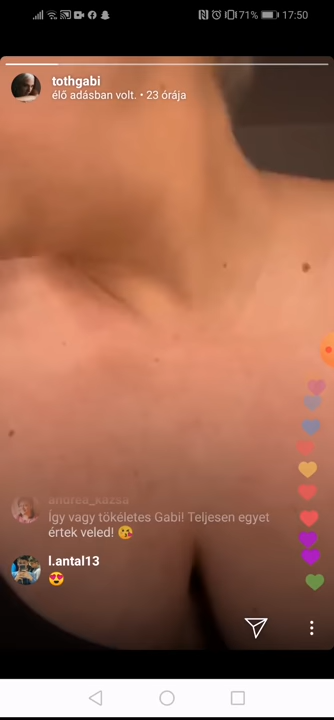 71% 17:50
tothgabi
élő adásban volt. • 23 órája
andrea_kazsa
Így vagy tökéletes Gabi! Teljesen egyet
értek veled! 😘
l.antal13
😍